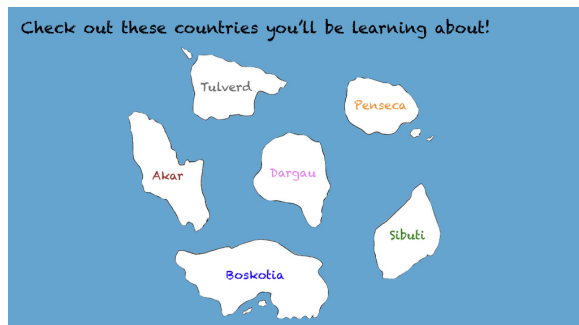 Check out these countries you'll be learning about!
Tulverd
Penseca
Akar
Dargau
Sibuti
Boskotia